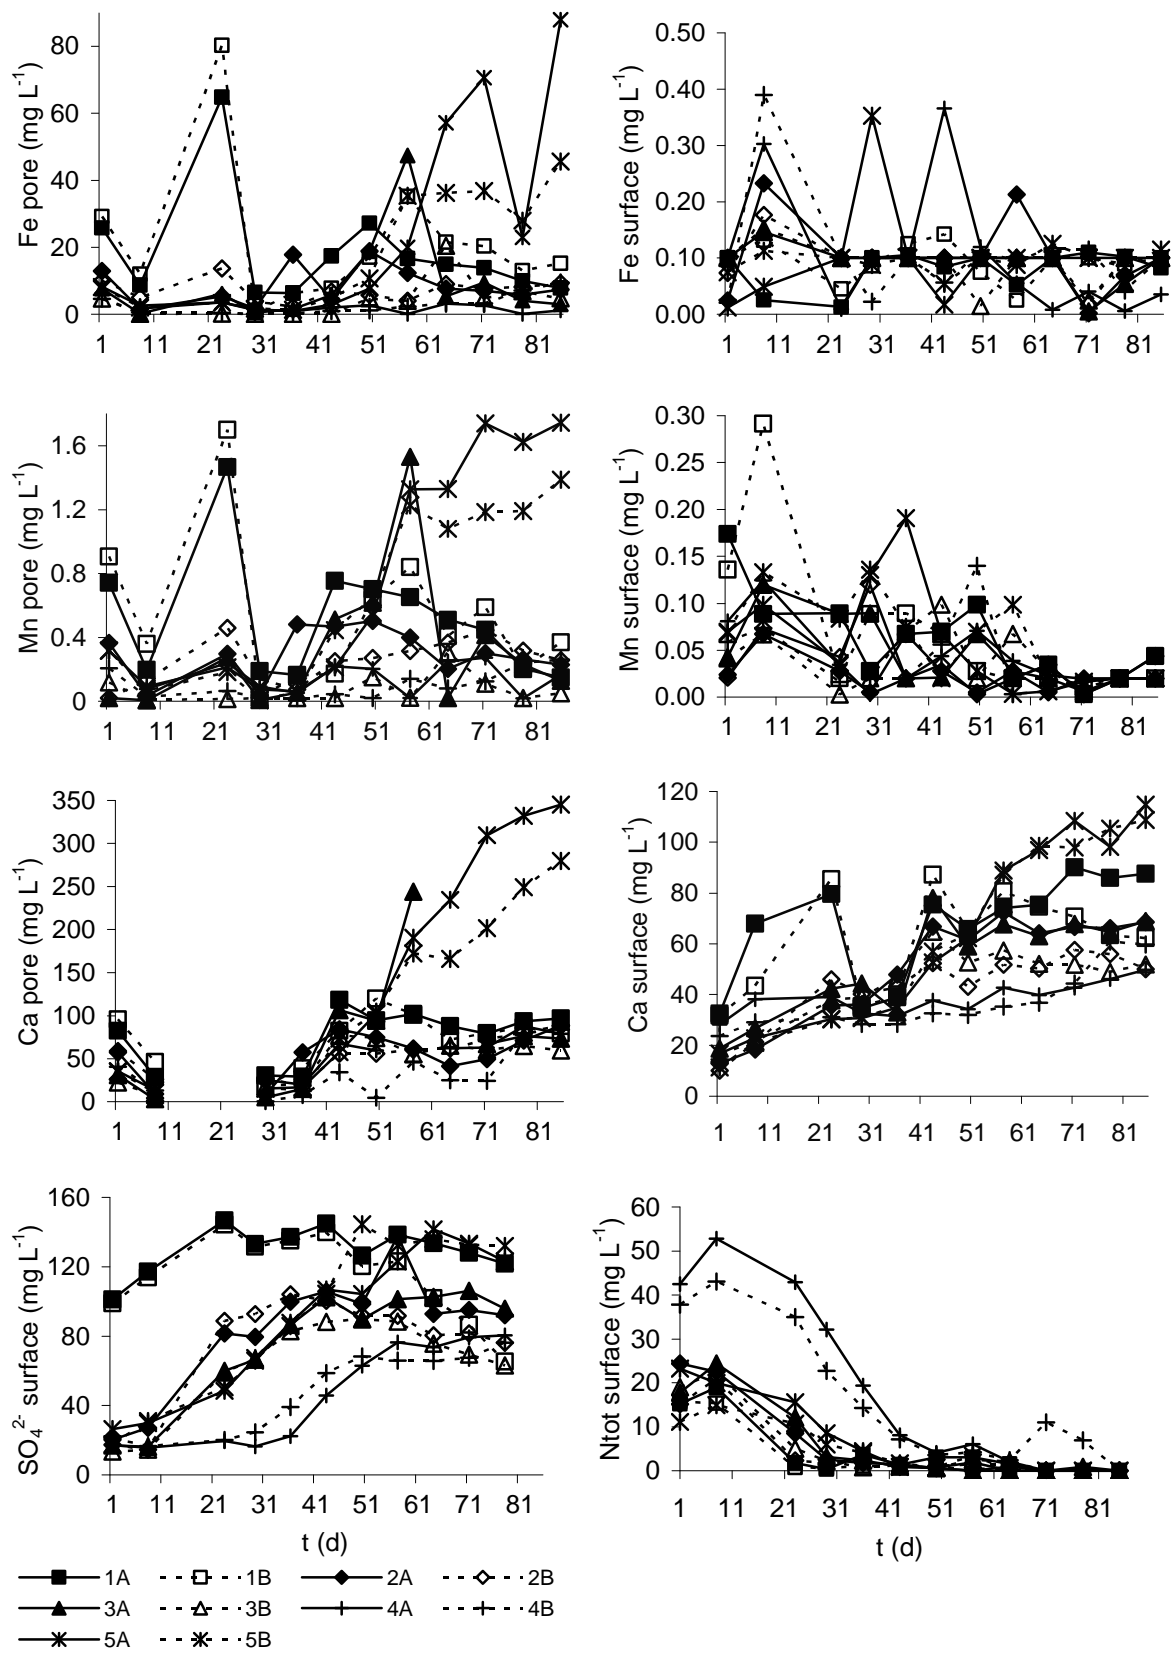 Fe pore (mg L⁻¹)
80
60
40
20
0
1 11 21 31 41 51 61 71 81
Fe surface (mg L⁻¹)
0.50
0.40
0.30
0.20
0.10
0.00
1 11 21 31 41 51 61 71 81
Mn pore (mg L⁻¹)
1.6
1.2
0.8
0.4
0
1 11 21 31 41 51 61 71 81
Mn surface (mg L⁻¹)
0.30
0.25
0.20
0.15
0.10
0.05
0.00
1 11 21 31 41 51 61 71 81
Ca pore (mg L⁻¹)
350
300
250
200
150
100
50
0
1 11 21 31 41 51 61 71 81
Ca surface (mg L⁻¹)
120
100
80
60
40
20
0
1 11 21 31 41 51 61 71 81
SO₄²⁻ surface (mg L⁻¹)
160
120
80
40
0
1 11 21 31 41 51 61 71 81
t (d)
Ntot surface (mg L⁻¹)
60
50
40
30
20
10
0
1 11 21 31 41 51 61 71 81
t (d)
1A 1B 2A 2B
3A 3B 4A 4B
5A 5B